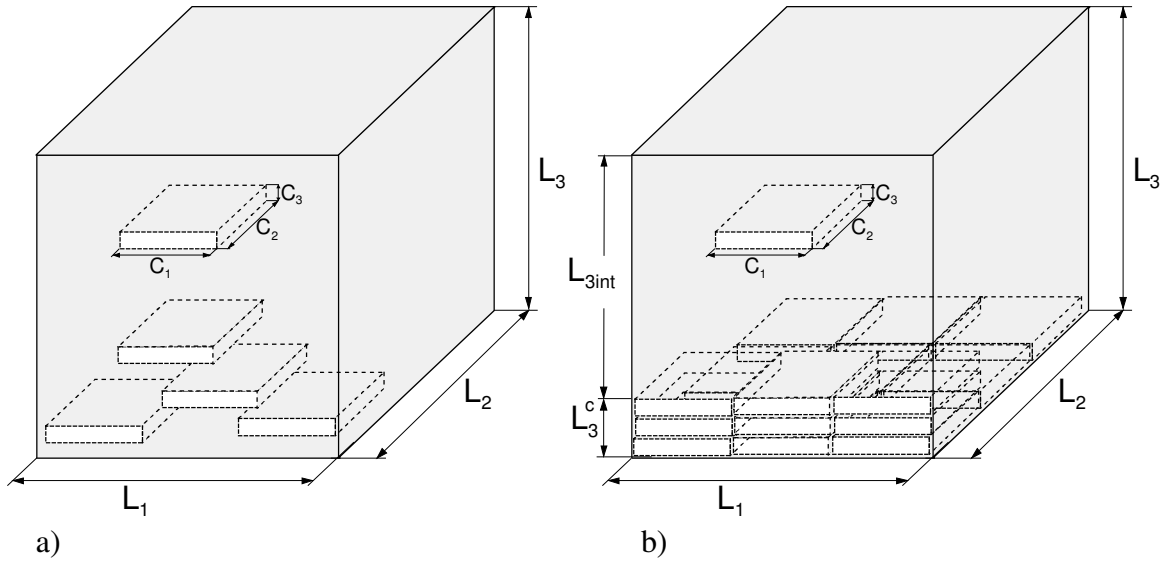 L₃
C₃
C₂
C₁
L₂
L₁
a)
L₃
C₃
C₂
C₁
L₃int
L₃ᶜ
L₂
L₁
b)